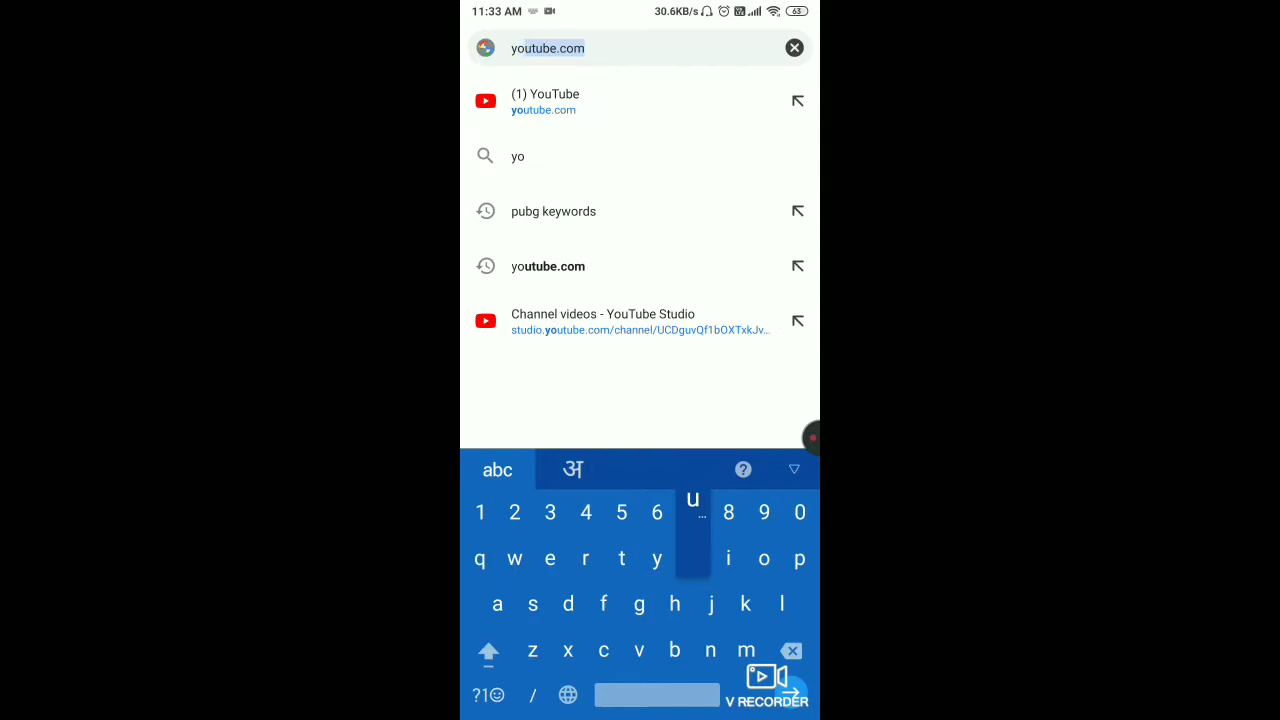 11:33 AM 30.6KB/s 63
youtube.com
(1) YouTube
youtube.com
yo
pubg keywords
youtube.com
Channel videos - YouTube Studio
studio.youtube.com/channel/UCDguvQf1bOXTxkJv...
abc अ ?
u ...
1 2 3 4 5 6 8 9 0
q w e r t y i o p
a s d f g h j k l
z x c v b n m
?1 /
V RECORDER